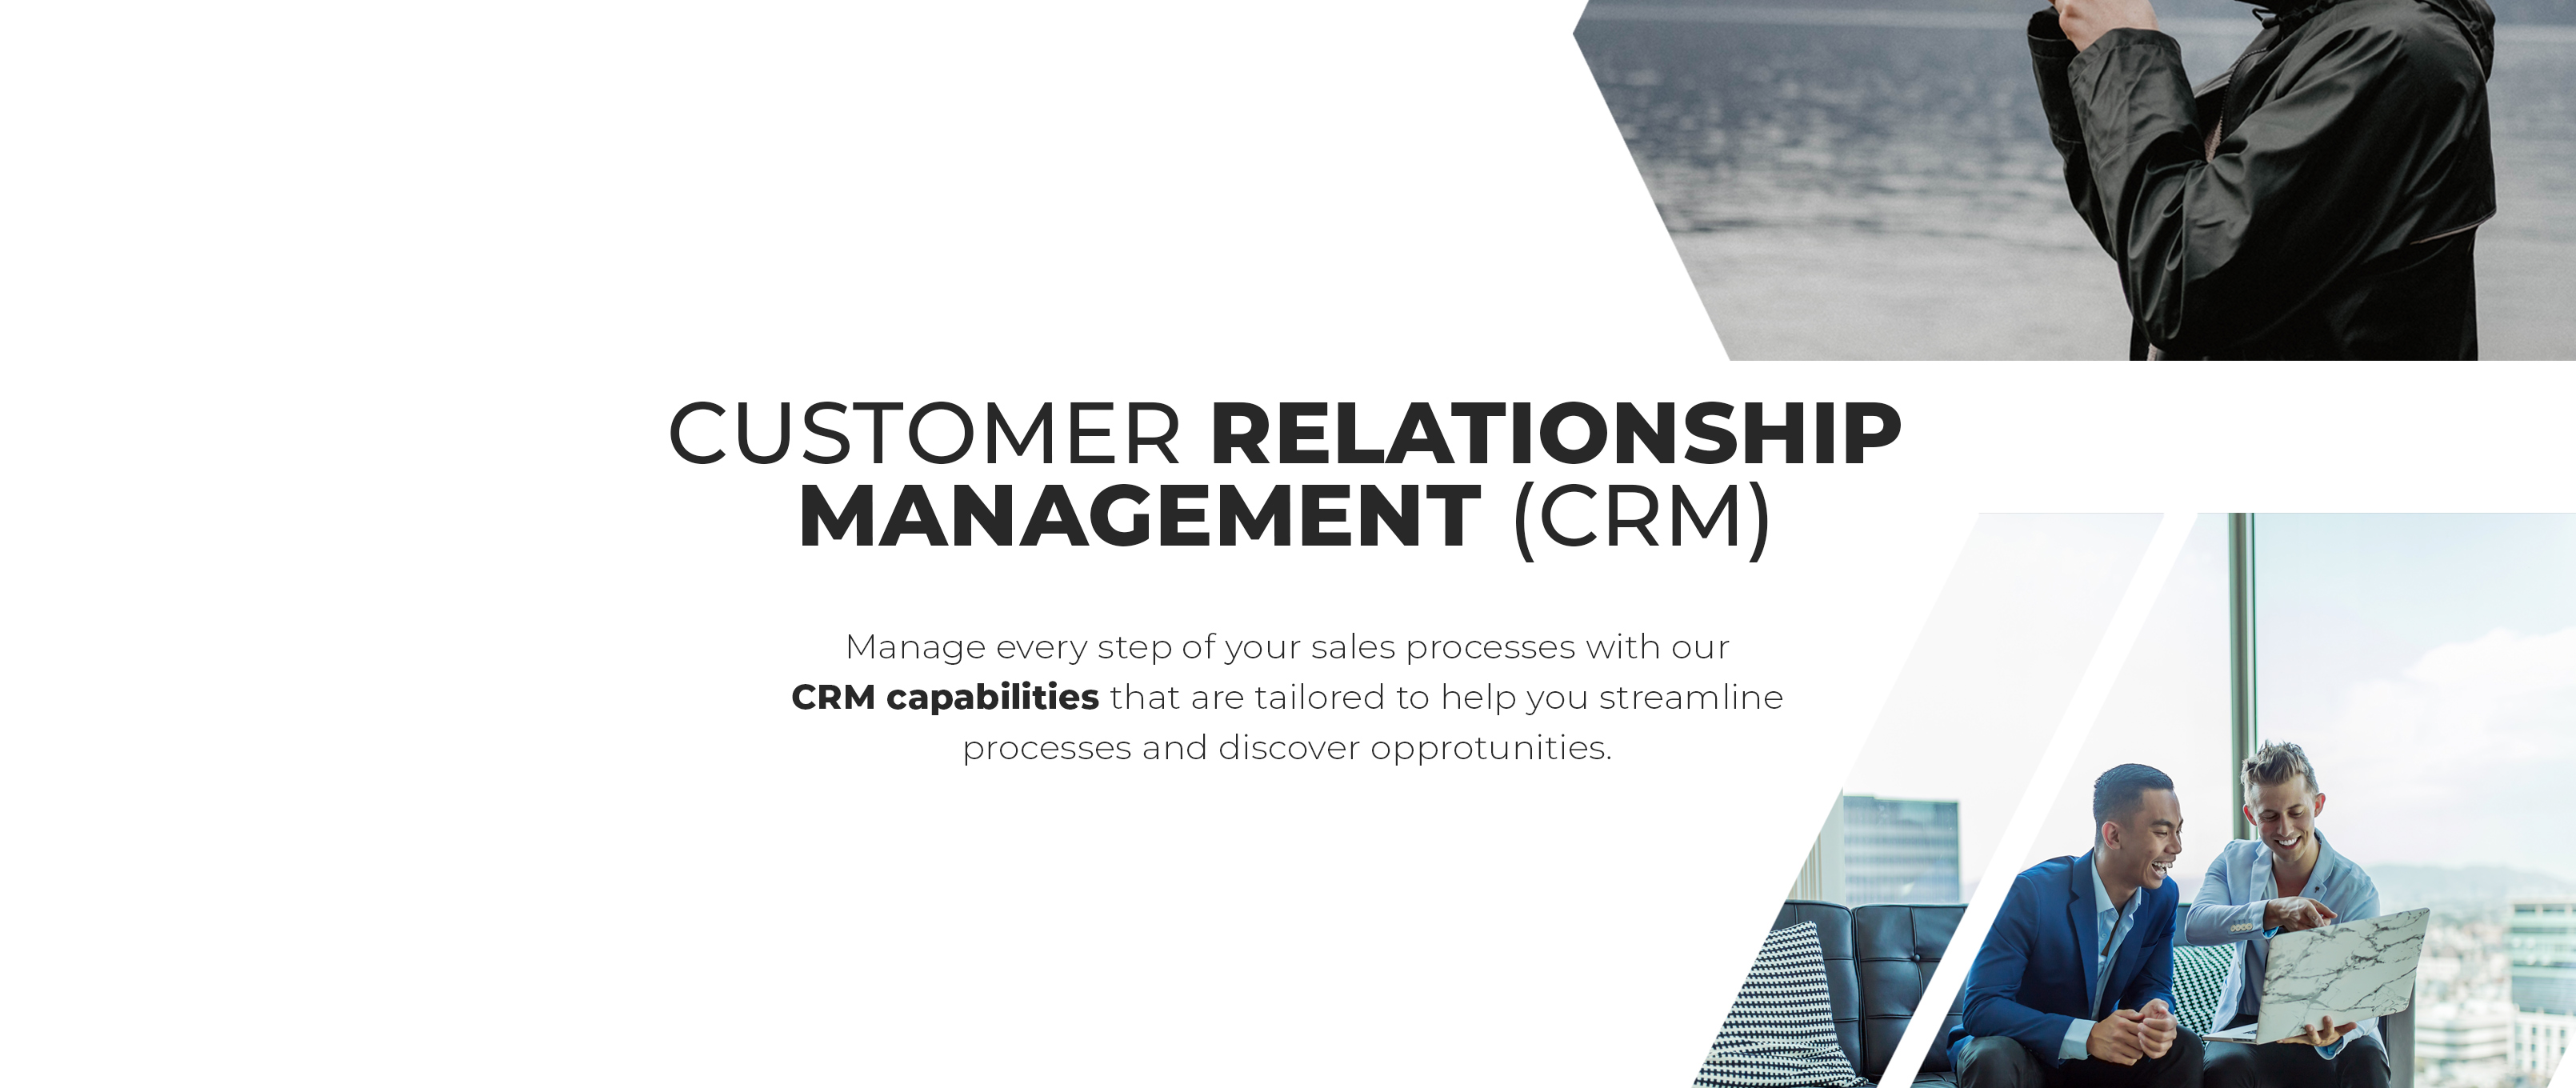 CUSTOMER RELATIONSHIP
MANAGEMENT (CRM)
Manage every step of your sales processes with our
CRM capabilities that are tailored to help you streamline
processes and discover opprotunities.